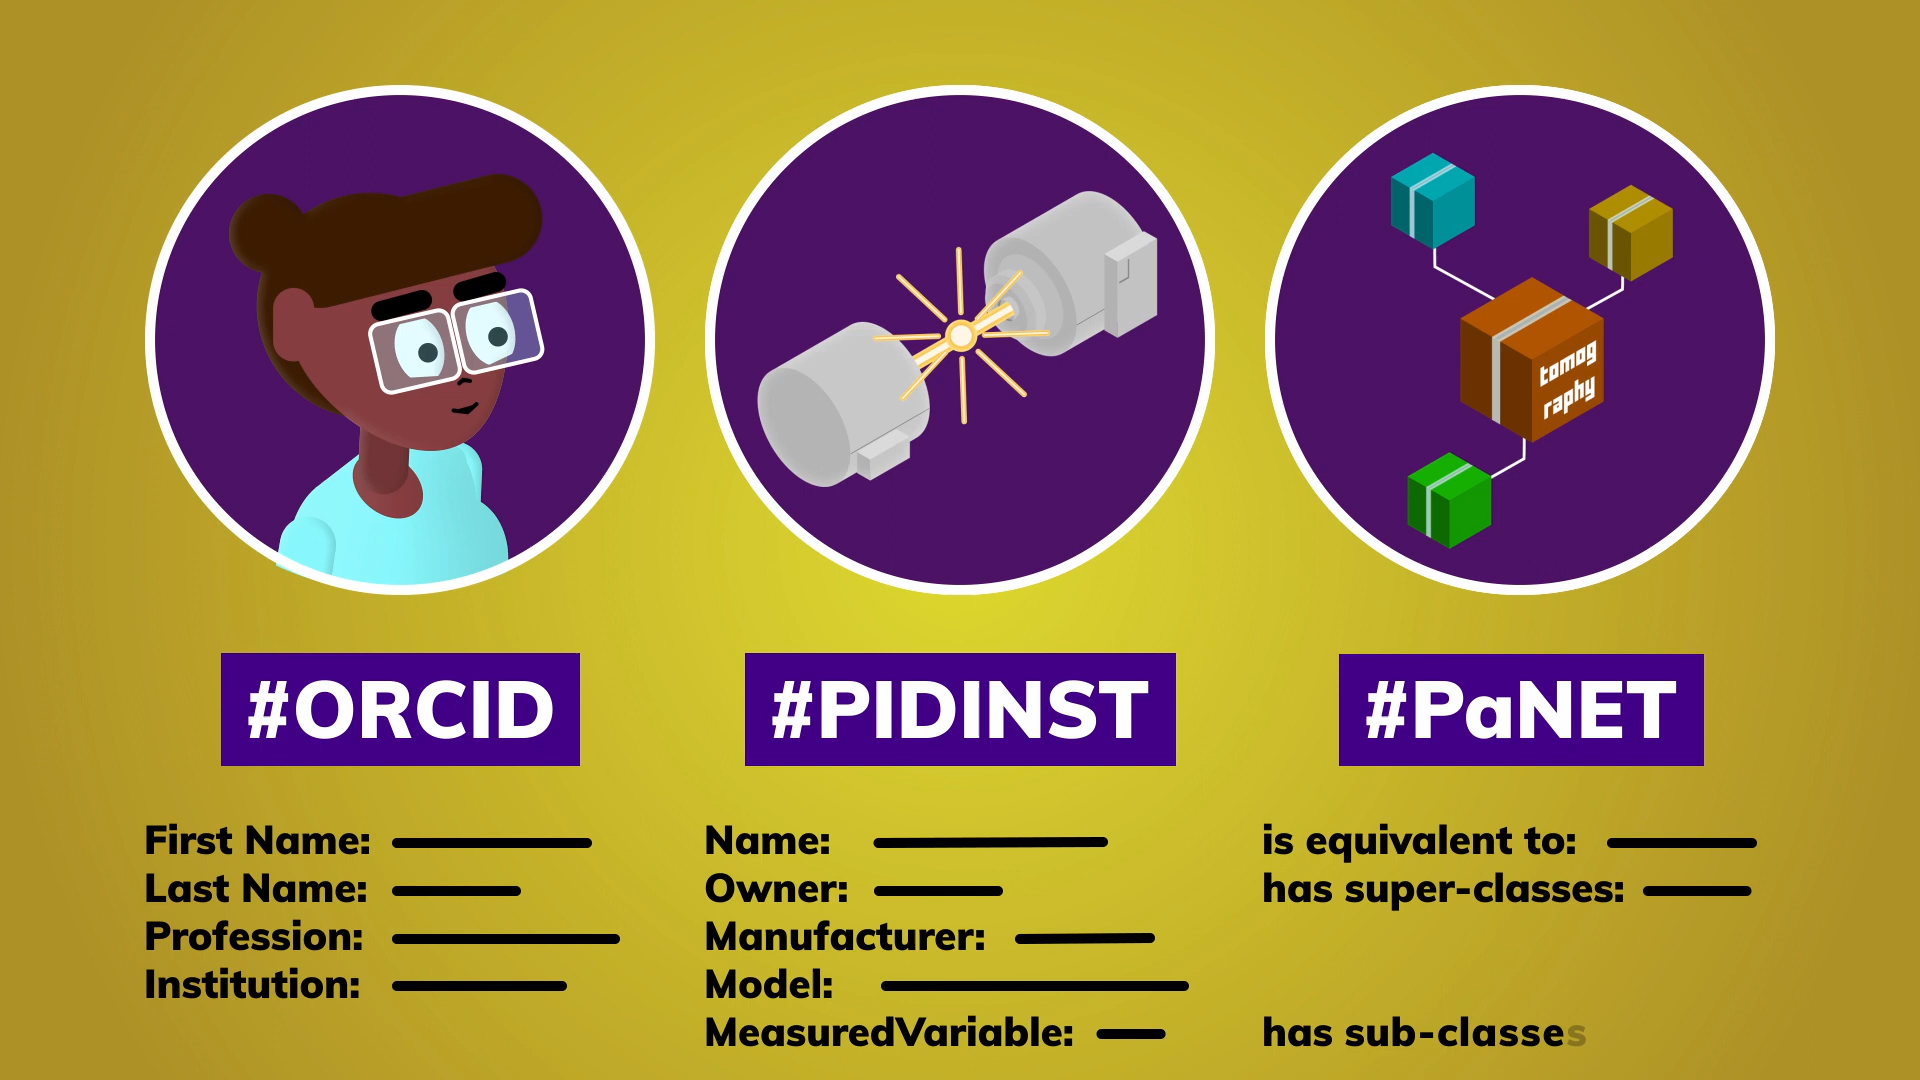 tomog
raphy
#ORCID
First Name:
Last Name:
Profession:
Institution:
#PIDINST
Name:
Owner:
Manufacturer:
Model:
MeasuredVariable:
#PaNET
is equivalent to:
has super-classes:
has sub-classes